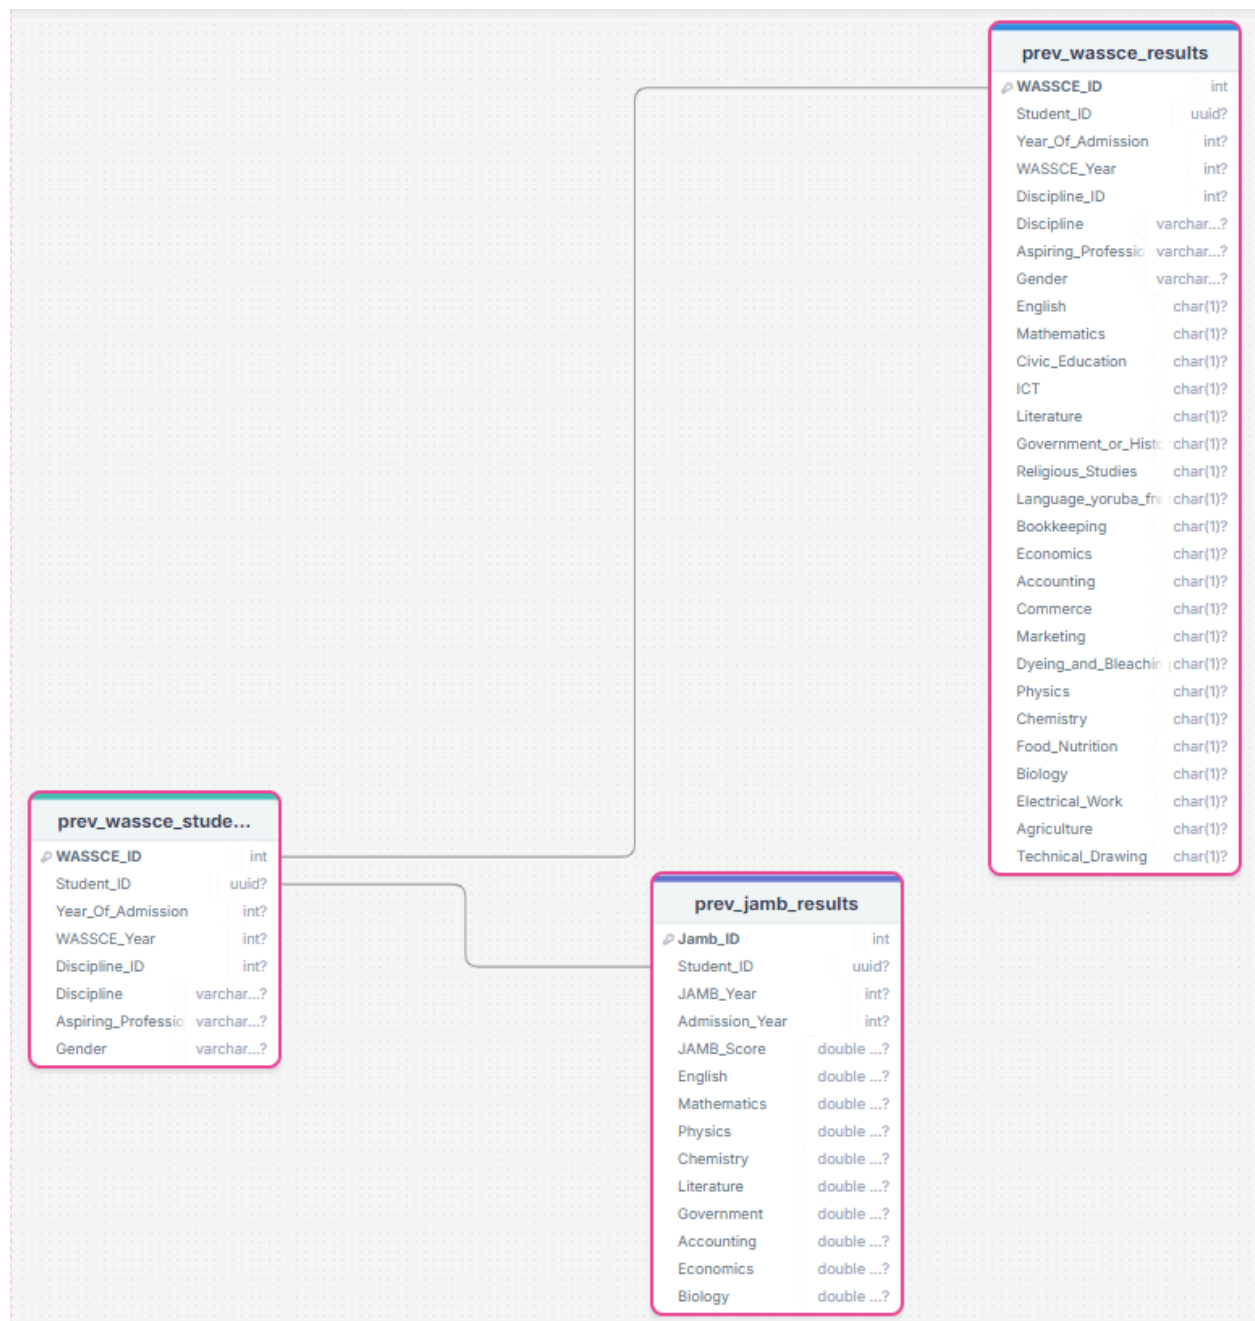 prev_wassce_results
WASSCE_ID int
Student_ID uuid?
Year_Of_Admission int?
WASSCE_Year int?
Discipline_ID int?
Discipline varchar...?
Aspiring_Professio varchar...?
Gender varchar...?
English char(1)?
Mathematics char(1)?
Civic_Education char(1)?
ICT char(1)?
Literature char(1)?
Government_or_Histo char(1)?
Religious_Studies char(1)?
Language_yoruba_fre char(1)?
Bookkeeping char(1)?
Economics char(1)?
Accounting char(1)?
Commerce char(1)?
Marketing char(1)?
Dyeing_and_Bleachin char(1)?
Physics char(1)?
Chemistry char(1)?
Food_Nutrition char(1)?
Biology char(1)?
Electrical_Work char(1)?
Agriculture char(1)?
Technical_Drawing char(1)?
prev_wassce_stude...
WASSCE_ID int
Student_ID uuid?
Year_Of_Admission int?
WASSCE_Year int?
Discipline_ID int?
Discipline varchar...?
Aspiring_Professio varchar...?
Gender varchar...?
prev_jamb_results
Jamb_ID int
Student_ID uuid?
JAMB_Year int?
Admission_Year int?
JAMB_Score double ...?
English double ...?
Mathematics double ...?
Physics double ...?
Chemistry double ...?
Literature double ...?
Government double ...?
Accounting double ...?
Economics double ...?
Biology double ...?